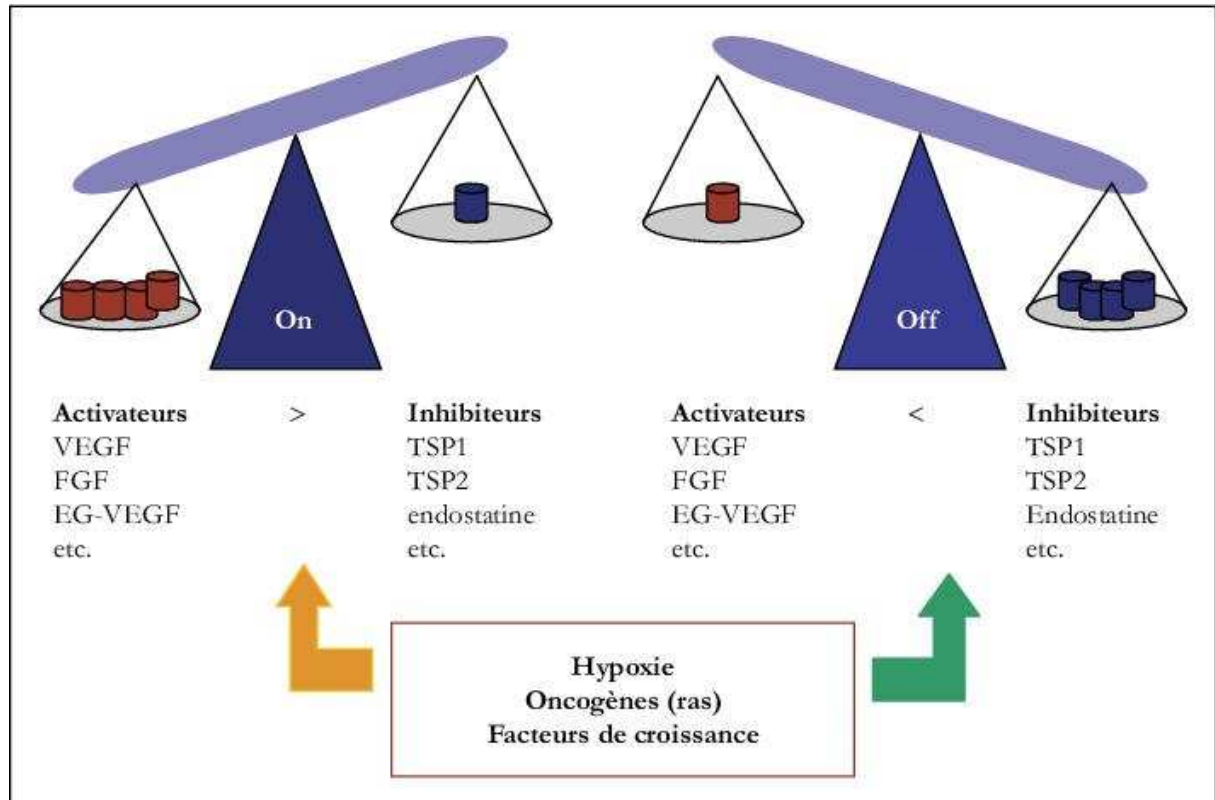 On
Off
Activateurs > Inhibiteurs Activateurs < Inhibiteurs
VEGF TSP1 VEGF TSP1
FGF TSP2 FGF TSP2
EG-VEGF endostatine EG-VEGF Endostatine
etc. etc. etc. etc.
Hypoxie
Oncogènes (ras)
Facteurs de croissance